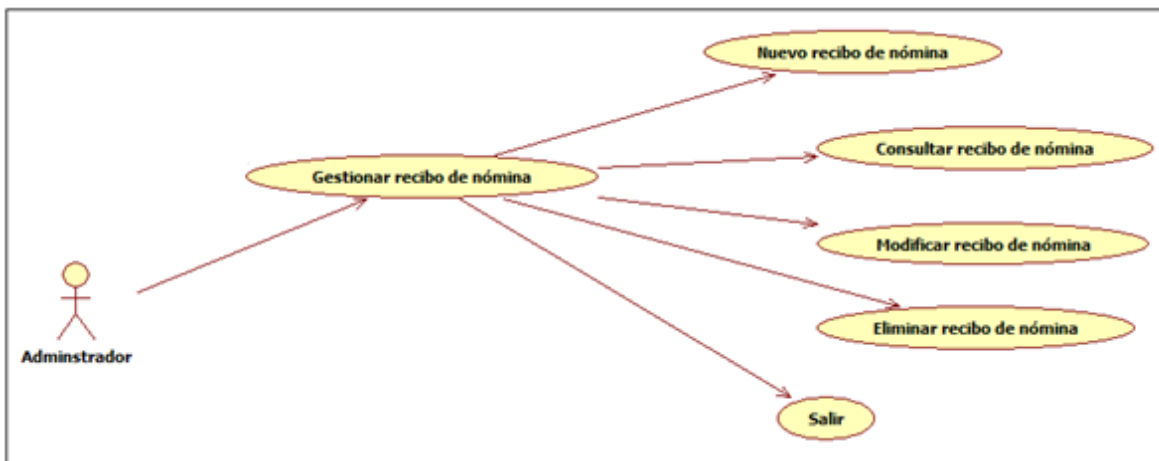 Nuevo recibo de nómina
Consultar recibo de nómina
Gestionar recibo de nómina
Modificar recibo de nómina
Eliminar recibo de nómina
Adminstrador
Salir